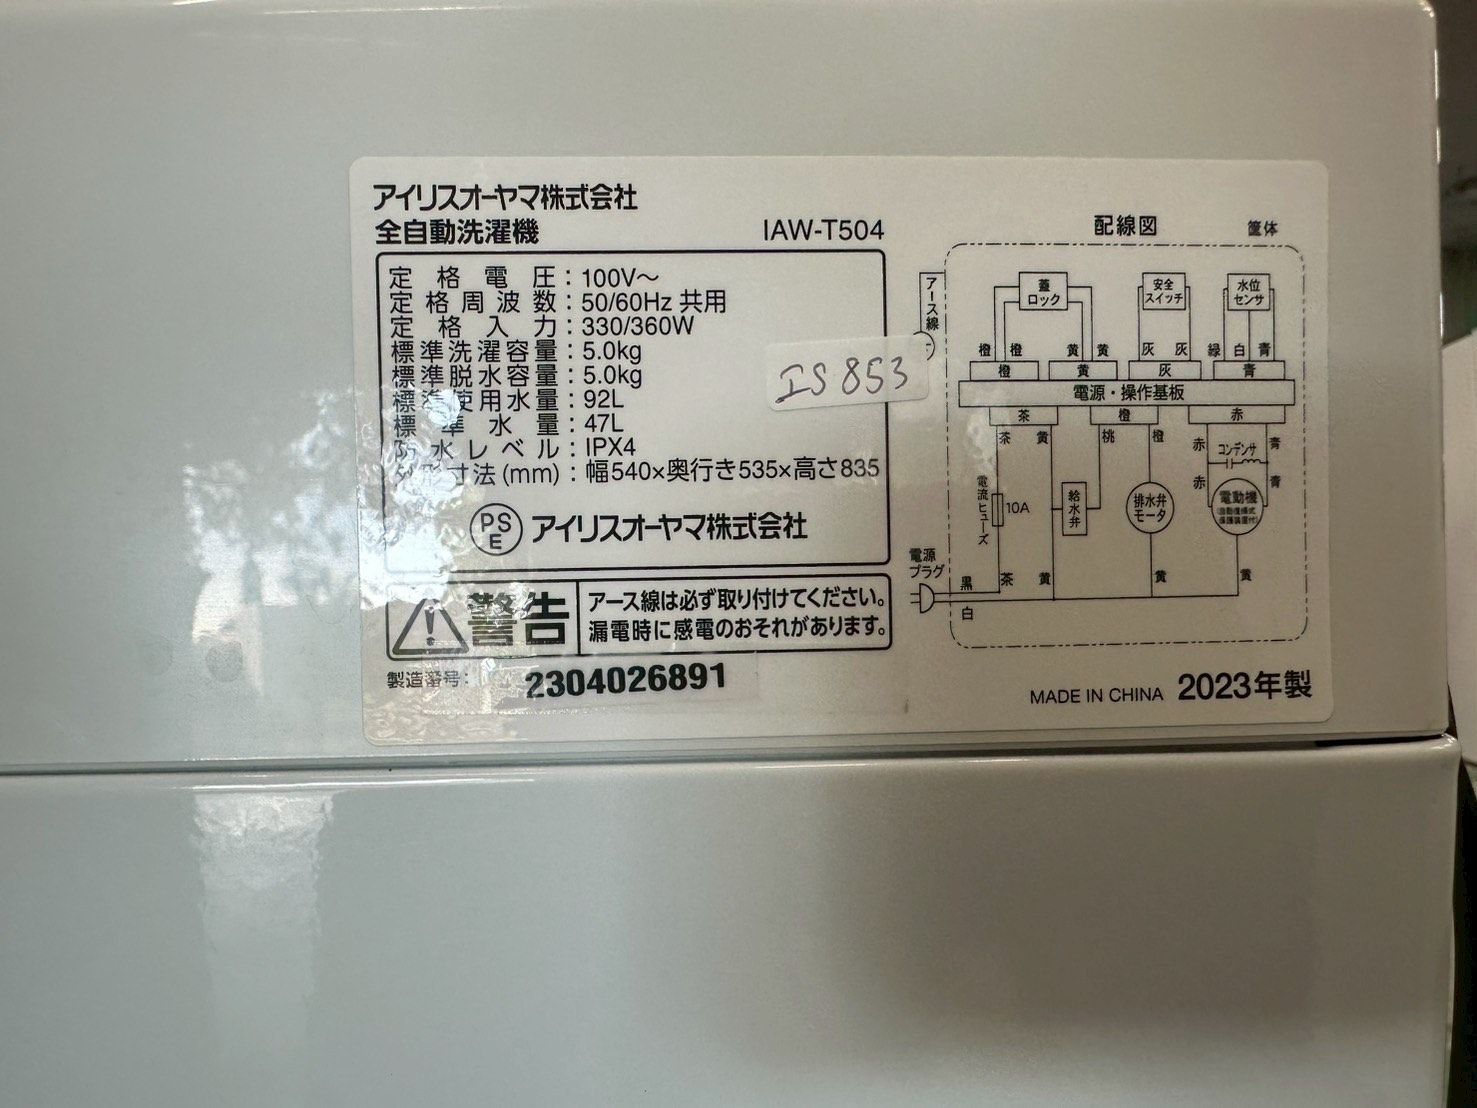 アイリスオーヤマ株式会社
全自動洗濯機 IAW-T504
定格電圧：100V～
定格周波数：50/60Hz 共用
定格入力：330/360W
標準洗濯容量：5.0kg
標準脱水容量：5.0kg
標準使用水量：92L
標準水量：47L
防水レベル：IPX4
外形寸法(mm)：幅540×奥行き535×高さ835
PSE アイリスオーヤマ株式会社
警告
アース線は必ず取り付けてください。
漏電時に感電のおそれがあります。
製造番号：2304026891
IS 853
配線図 筐体
アース線
蓋ロック
安全スイッチ
水位センサ
橙 橙 黄 黄 灰 灰 緑 白 青
橙 黄 灰 青
電源・操作基板
茶 橙 赤
茶 黄 桃 橙 赤 青
コンデンサ
赤 青
電流ヒューズ
10A
給水弁
排水弁モータ
電動機
電源プラグ
黒 茶 黄 黄 黄
白
MADE IN CHINA 2023年製